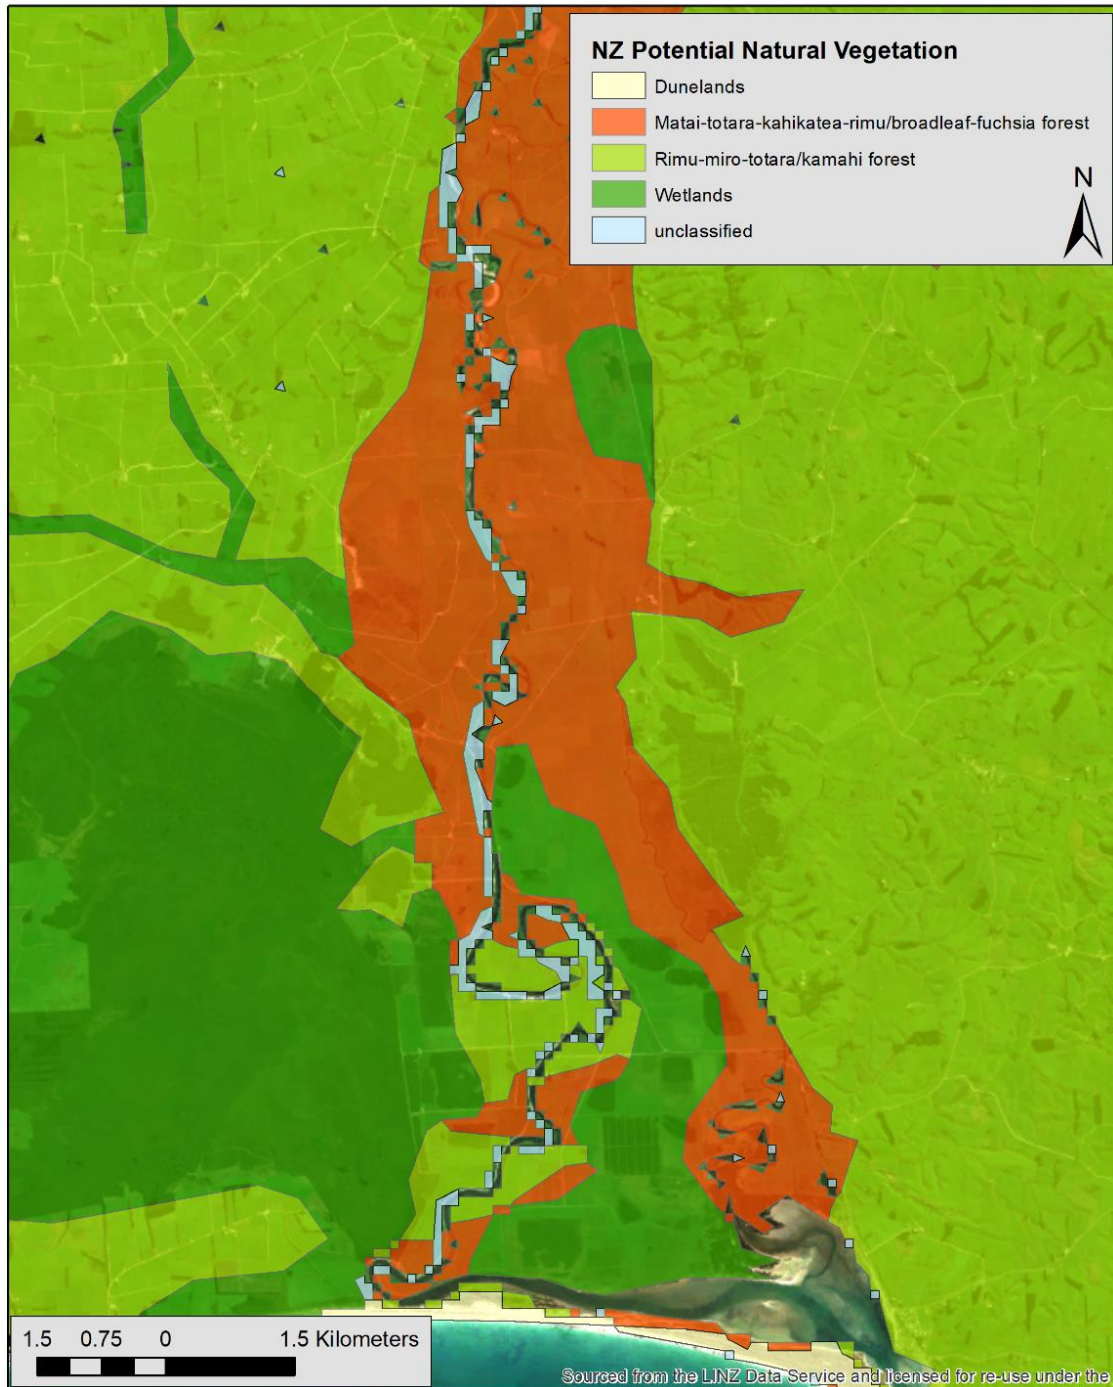 NZ Potential Natural Vegetation
Dunelands
Matai-totara-kahikatea-rimu/broadleaf-fuchsia forest
Rimu-miro-totara/kamahi forest
Wetlands
unclassified
N
1.5 0.75 0 1.5 Kilometers
Sourced from the LINZ Data Service and licensed for re-use under the